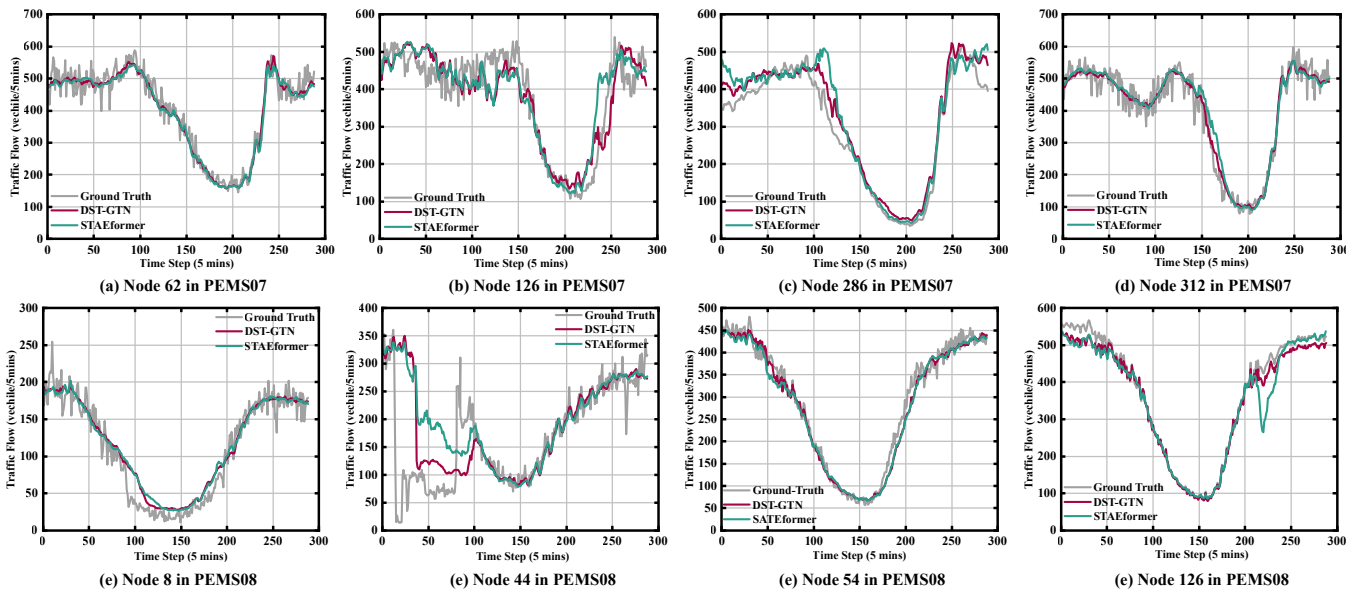 Traffic Flow (vechile/5mins)
700
600
500
400
300
200
100
0
Ground Truth
DST-GTN
STAEformer
0 50 100 150 200 250 300
Time Step (5 mins)
(a) Node 62 in PEMS07
Traffic Flow (vechile/5mins)
600
500
400
300
200
100
0
Ground Truth
DST-GTN
STAEformer
0 50 100 150 200 250 300
Time Step (5 mins)
(b) Node 126 in PEMS07
Traffic Flow (vechile/5mins)
600
500
400
300
200
100
0
Ground Truth
DST-GTN
STAEformer
0 50 100 150 200 250 300
Time Step (5 mins)
(c) Node 286 in PEMS07
Traffic Flow (vechile/5mins)
700
600
500
400
300
200
100
0
Ground Truth
DST-GTN
STAEformer
0 50 100 150 200 250 300
Time Step (5 mins)
(d) Node 312 in PEMS07
Traffic Flow (vechile/5mins)
300
250
200
150
100
50
0
Ground Truth
DST-GTN
STAEformer
0 50 100 150 200 250 300
Time Step (5 mins)
(e) Node 8 in PEMS08
Traffic Flow (vechile/5mins)
400
350
300
250
200
150
100
50
0
Ground Truth
DST-GTN
STAEformer
0 50 100 150 200 250 300
Time Step (5 mins)
(e) Node 44 in PEMS08
Traffic Flow (vechile/5mins)
500
450
400
350
300
250
200
150
100
50
0
Ground-Truth
DST-GTN
SATEformer
0 50 100 150 200 250 300
Time Step (5 mins)
(e) Node 54 in PEMS08
Traffic Flow (vechile/5mins)
600
500
400
300
200
100
0
Ground Truth
DST-GTN
STAEformer
0 50 100 150 200 250 300
Time Step (5 mins)
(e) Node 126 in PEMS08